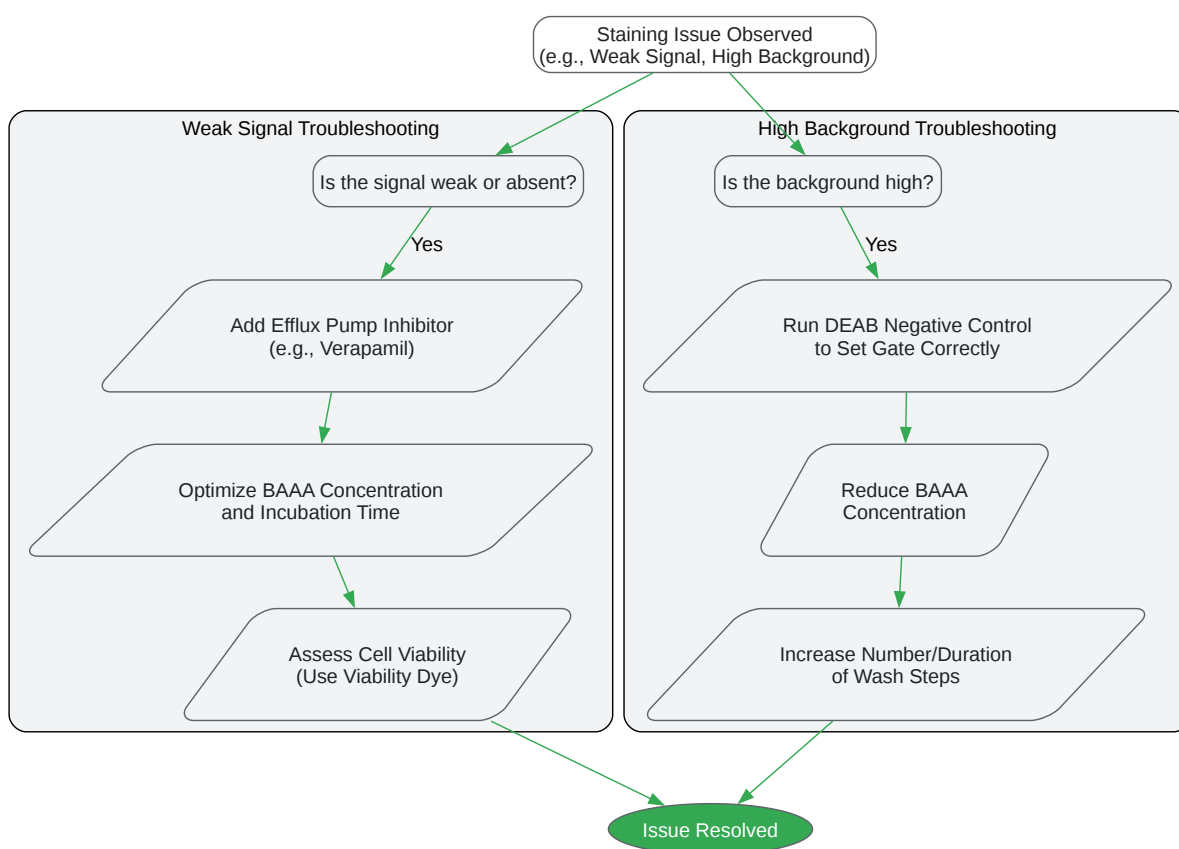 Staining Issue Observed
(e.g., Weak Signal, High Background)
Weak Signal Troubleshooting
Is the signal weak or absent?
Yes
Add Efflux Pump Inhibitor
(e.g., Verapamil)
Optimize BAAA Concentration
and Incubation Time
Assess Cell Viability
(Use Viability Dye)
High Background Troubleshooting
Is the background high?
Yes
Run DEAB Negative Control
to Set Gate Correctly
Reduce BAAA
Concentration
Increase Number/Duration
of Wash Steps
Issue Resolved